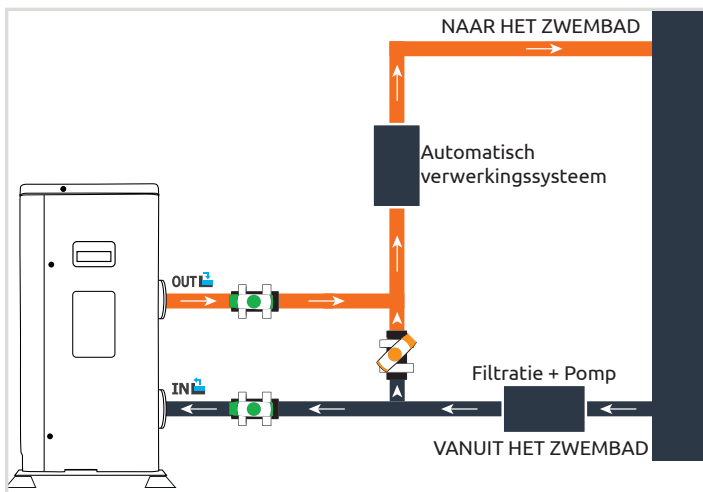 NAAR HET ZWEMBAD
Automatisch
verwerkingssysteem
OUT
IN
Filtratie + Pomp
VANUIT HET ZWEMBAD